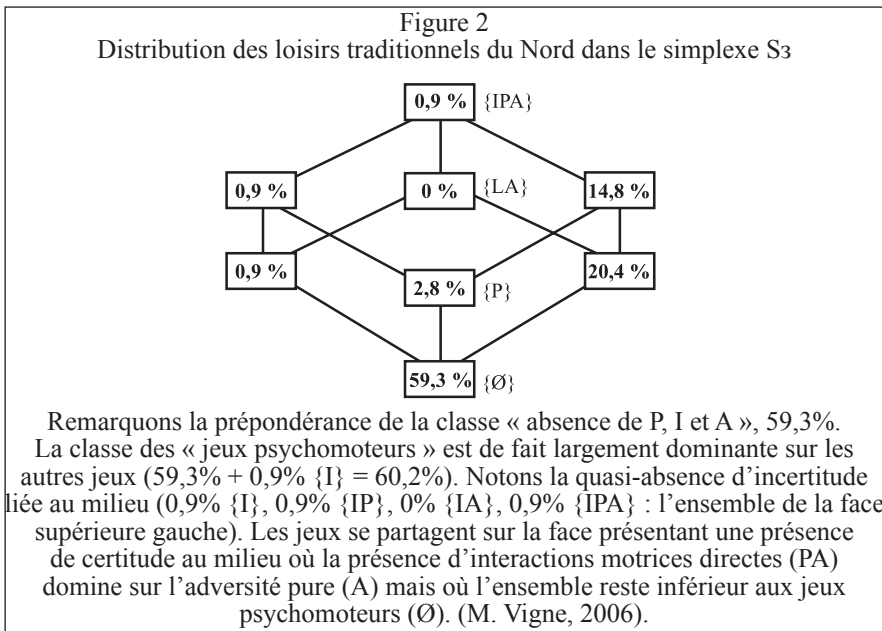 Figure 2
Distribution des loisirs traditionnels du Nord dans le simplexe S3
0,9 % {IPA}
0,9 % 0 % {LA} 14,8 %
0,9 % 2,8 % {P} 20,4 %
59,3 % {Ø}
Remarquons la prépondérance de la classe « absence de P, I et A », 59,3%.
La classe des « jeux psychomoteurs » est de fait largement dominante sur les
autres jeux (59,3% + 0,9% {I} = 60,2%). Notons la quasi-absence d’incertitude
liée au milieu (0,9% {I}, 0,9% {IP}, 0% {IA}, 0,9% {IPA} : l’ensemble de la face
supérieure gauche). Les jeux se partagent sur la face présentant une présence
de certitude au milieu où la présence d’interactions motrices directes (PA)
domine sur l’adversité pure (A) mais où l’ensemble reste inférieur aux jeux
psychomoteurs (Ø). (M. Vigne, 2006).